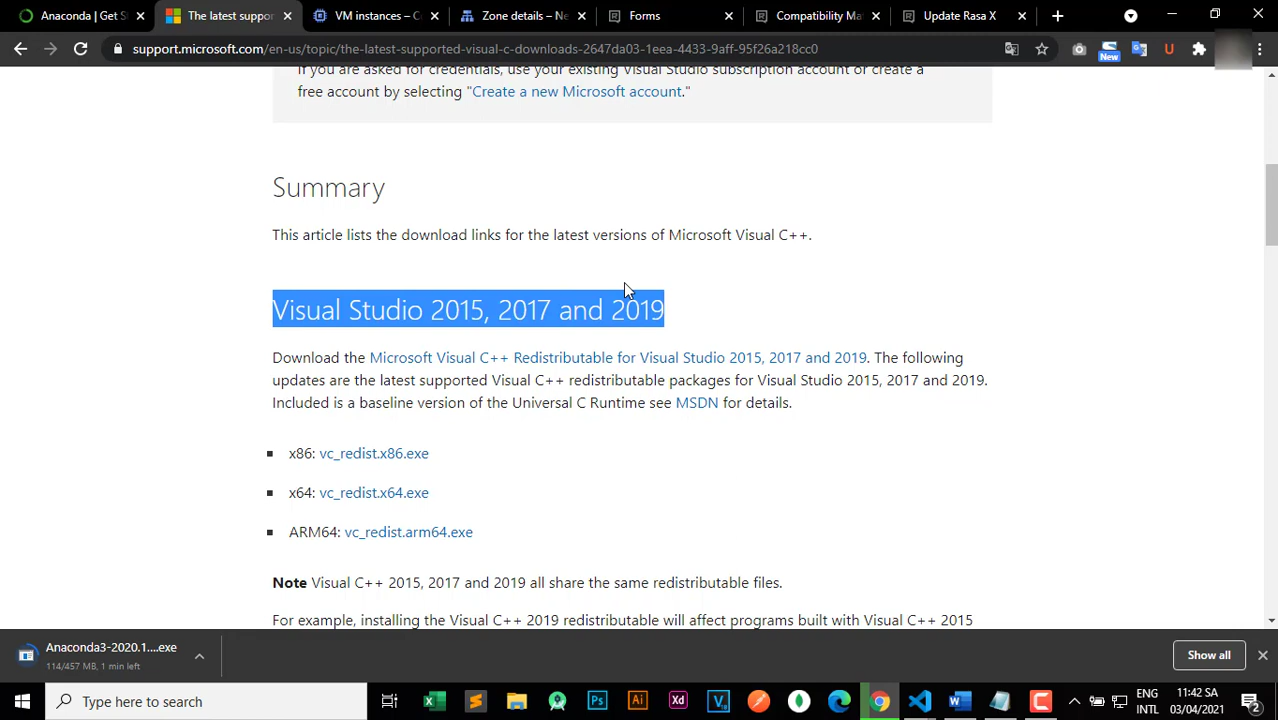 Anaconda | Get St
The latest suppo
VM instances – C
Zone details – Ne
Forms
Compatibility Ma
Update Rasa X
support.microsoft.com/en-us/topic/the-latest-supported-visual-c-downloads-2647da03-1eea-4433-9aff-95f26a218cc0
New
If you are asked for credentials, use your existing Visual Studio subscription account or create a
free account by selecting "Create a new Microsoft account."
Summary
This article lists the download links for the latest versions of Microsoft Visual C++.
Visual Studio 2015, 2017 and 2019
Download the Microsoft Visual C++ Redistributable for Visual Studio 2015, 2017 and 2019. The following
updates are the latest supported Visual C++ redistributable packages for Visual Studio 2015, 2017 and 2019.
Included is a baseline version of the Universal C Runtime see MSDN for details.
x86: vc_redist.x86.exe
x64: vc_redist.x64.exe
ARM64: vc_redist.arm64.exe
Note Visual C++ 2015, 2017 and 2019 all share the same redistributable files.
For example, installing the Visual C++ 2019 redistributable will affect programs built with Visual C++ 2015
Anaconda3-2020.1....exe
114/457 MB, 1 min left
Show all
Type here to search
Ps
Ai
Xd
ENG
INTL
11:42 SA
03/04/2021
2